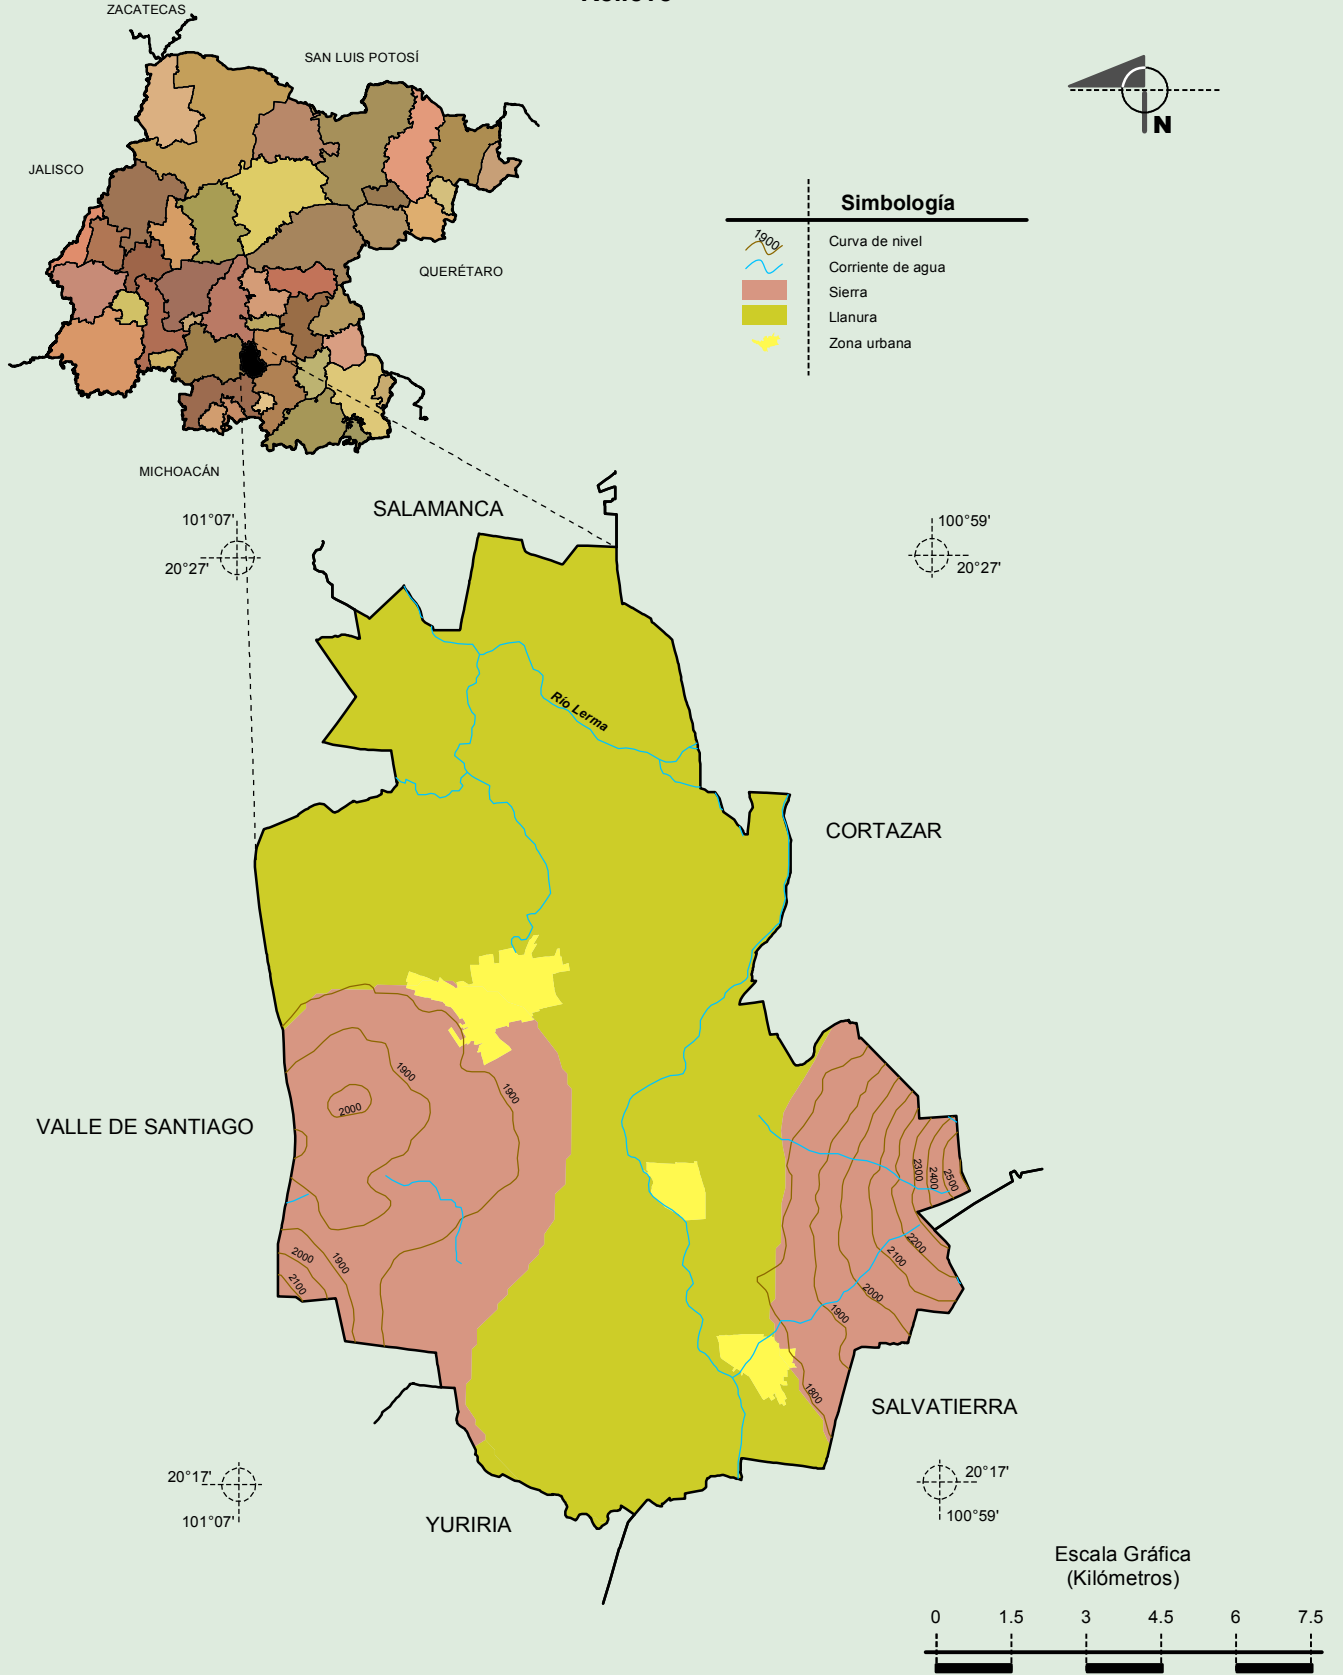 Relieve
ZACATECAS
SAN LUIS POTOSÍ
JALISCO
QUERÉTARO
MICHOACÁN
N
Simbología
1900
Curva de nivel
Corriente de agua
Sierra
Llanura
Zona urbana
SALAMANCA
101°07'
20°27'
100°59'
20°27'
Río Lerma
CORTAZAR
VALLE DE SANTIAGO
1900
2000
1900
2300
2400
2500
2200
2100
2000
1900
1800
2000
1900
2100
SALVATIERRA
YURIRIA
20°17'
101°07'
20°17'
100°59'
Escala Gráfica
(Kilómetros)
0 1.5 3 4.5 6 7.5